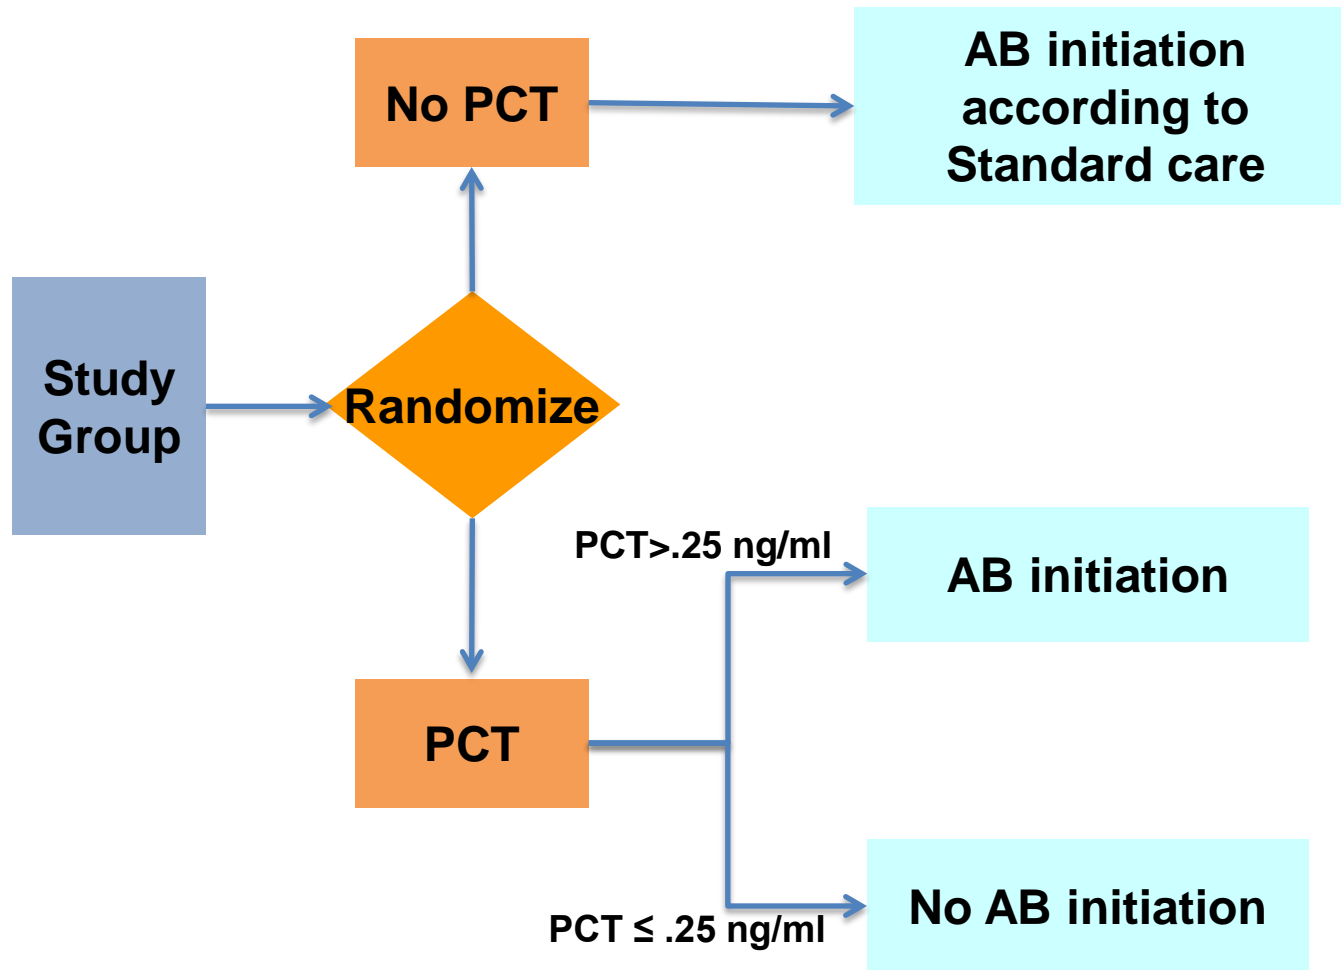 No PCT
AB initiation
according to
Standard care
Study
Group
Randomize
PCT>.25 ng/ml
AB initiation
PCT
PCT ≤ .25 ng/ml
No AB initiation